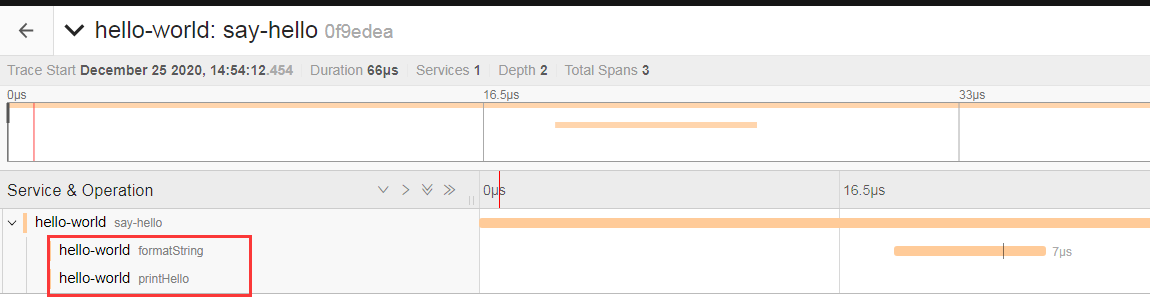 hello-world: say-hello 0f9edea
Trace Start December 25 2020, 14:54:12.454 Duration 66μs Services 1 Depth 2 Total Spans 3
0μs 16.5μs 33μs
Service & Operation 0μs 16.5μs
hello-world say-hello
hello-world formatString 7μs
hello-world printHello